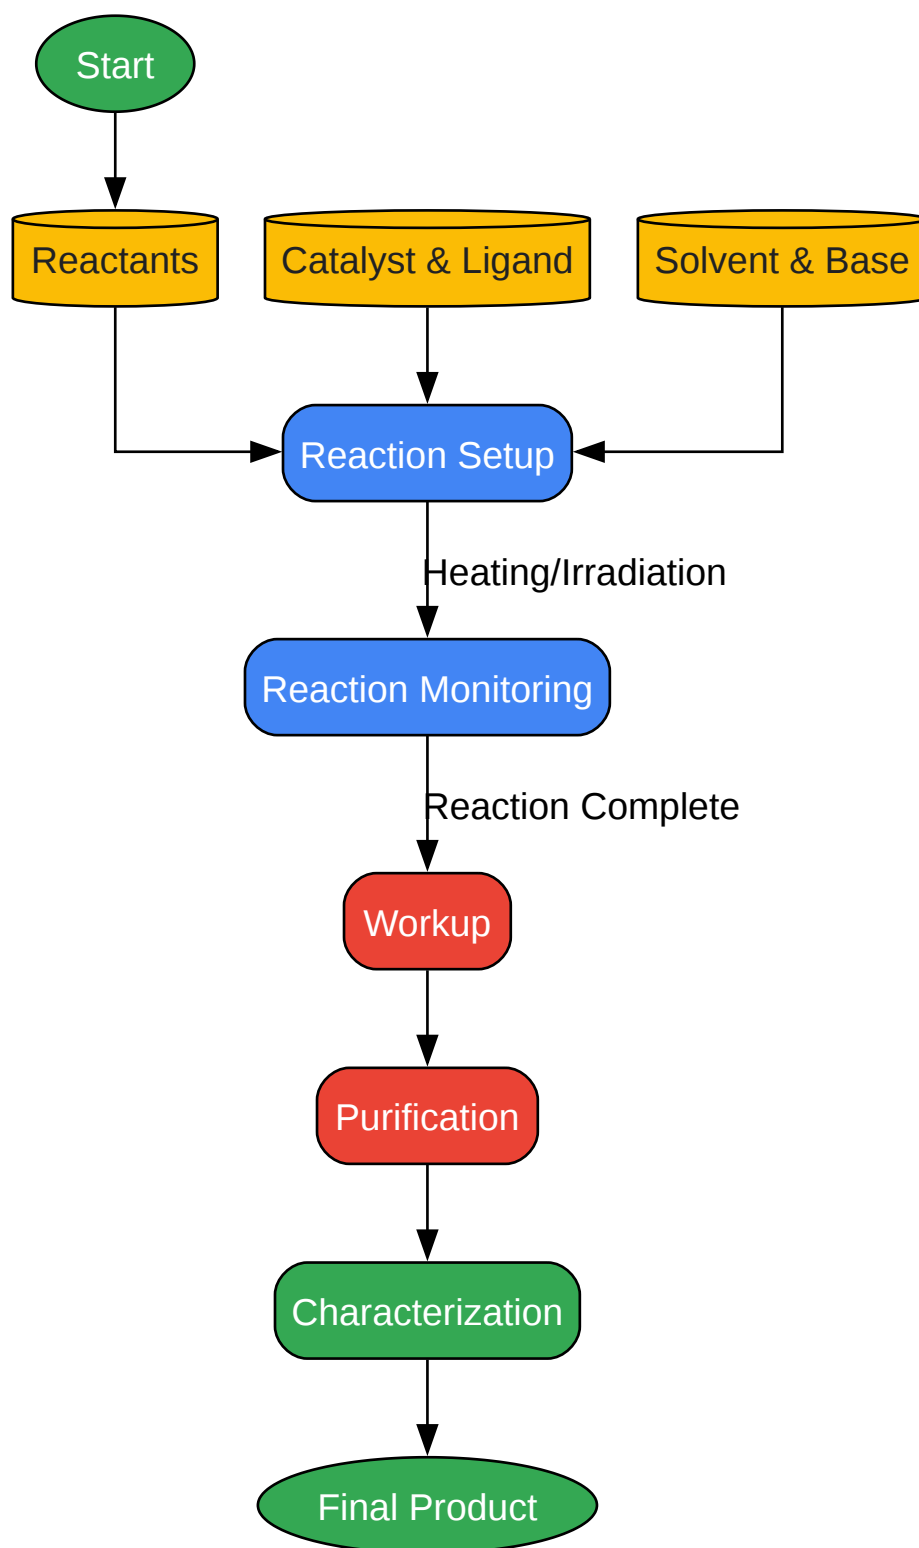 Start
Reactants
Catalyst & Ligand
Solvent & Base
Reaction Setup
Heating/Irradiation
Reaction Monitoring
Reaction Complete
Workup
Purification
Characterization
Final Product